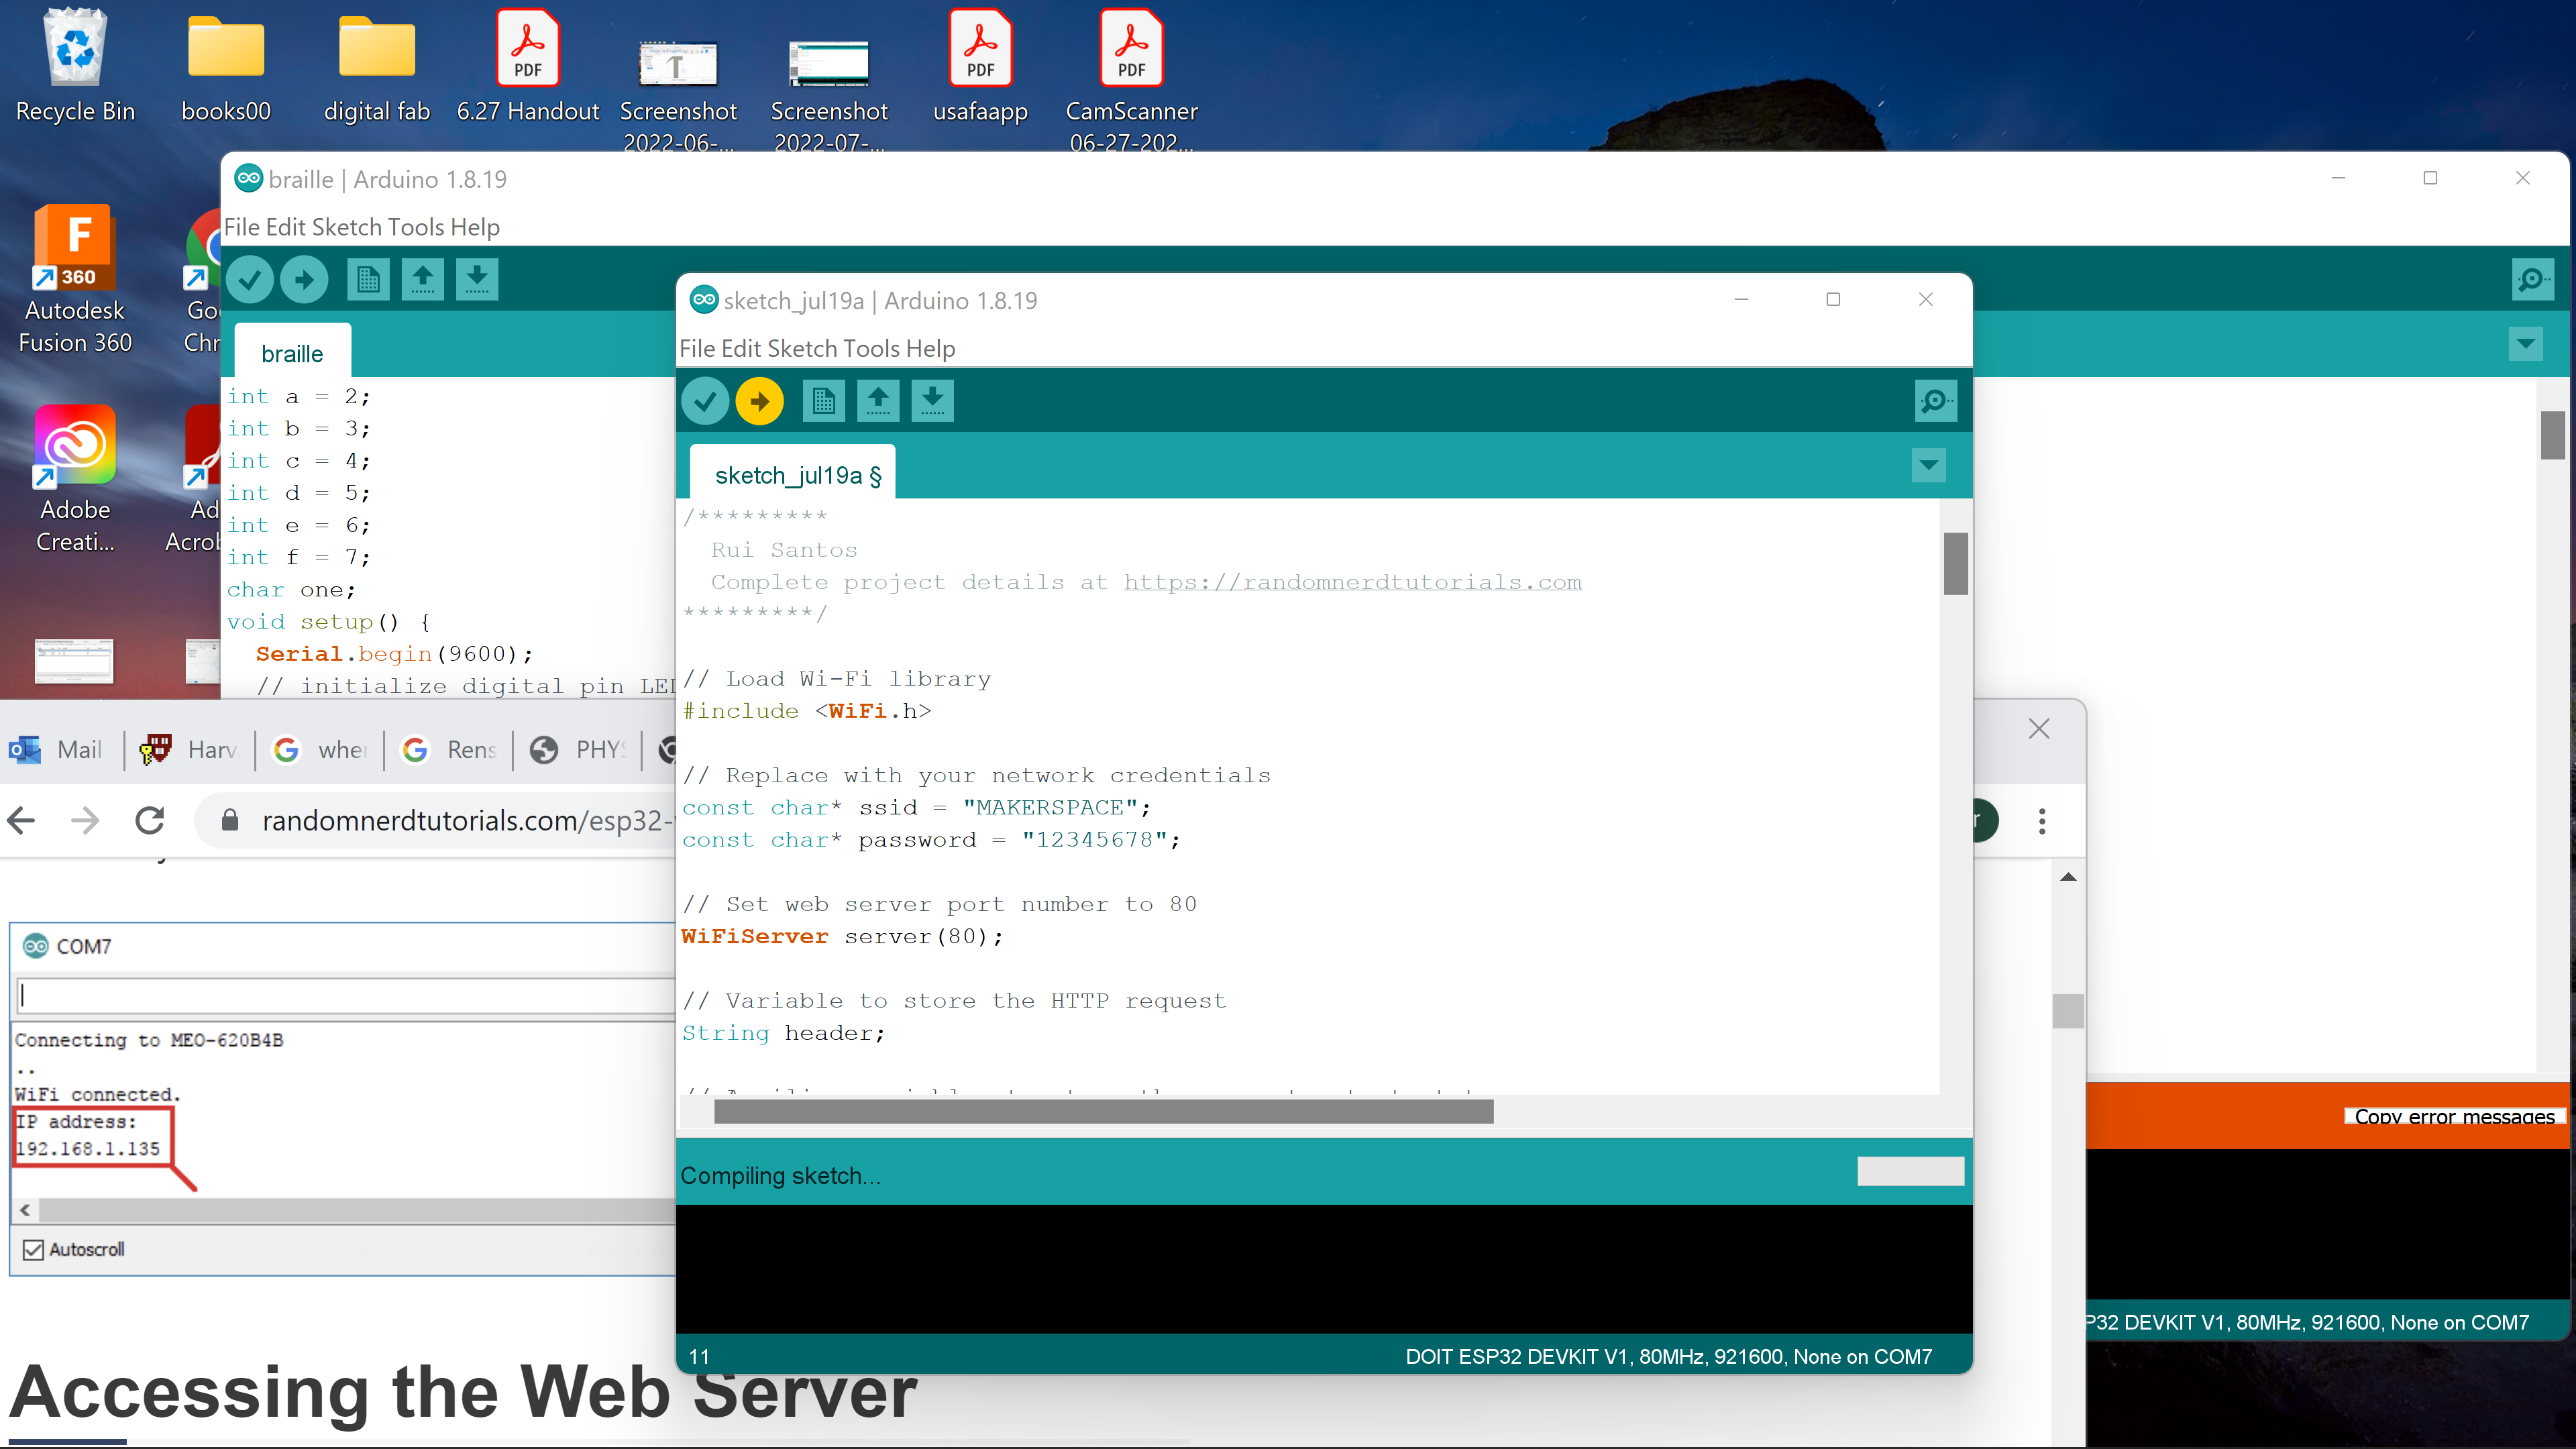 Recycle Bin
books00
digital fab
6.27 Handout
Screenshot
2022-06-...
Screenshot
2022-07-...
usafaapp
CamScanner
06-27-202...
PDF
PDF
PDF
braille | Arduino 1.8.19
File Edit Sketch Tools Help
F
360
Autodesk
Fusion 360
Go
Chr
Adobe
Creati...
Ad
Acrob
braille
int a = 2;
int b = 3;
int c = 4;
int d = 5;
int e = 6;
int f = 7;
char one;
void setup() {
Serial.begin(9600);
// initialize digital pin LE
sketch_jul19a | Arduino 1.8.19
File Edit Sketch Tools Help
sketch_jul19a §
/*********
Rui Santos
Complete project details at https://randomnerdtutorials.com
*********/
// Load Wi-Fi library
#include <WiFi.h>
// Replace with your network credentials
const char* ssid = "MAKERSPACE";
const char* password = "12345678";
// Set web server port number to 80
WiFiServer server(80);
// Variable to store the HTTP request
String header;
Compiling sketch...
11
DOIT ESP32 DEVKIT V1, 80MHz, 921600, None on COM7
Mail
Harv
when
Rens
PHYS
randomnerdtutorials.com/esp32-
COM7
Connecting to MEO-620B4B
..
WiFi connected.
IP address:
192.168.1.135
Autoscroll
Accessing the Web Server
Copy error messages
P32 DEVKIT V1, 80MHz, 921600, None on COM7